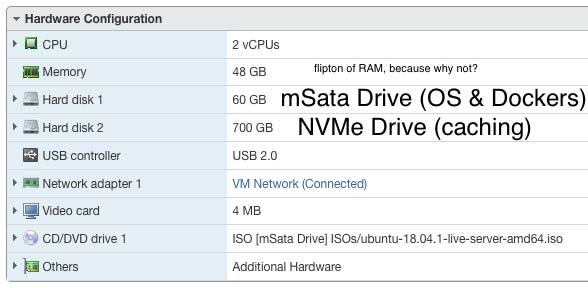 Hardware Configuration
CPU 2 vCPUs
Memory 48 GB flipton of RAM, because why not?
Hard disk 1 60 GB mSata Drive (OS & Dockers)
Hard disk 2 700 GB NVMe Drive (caching)
USB controller USB 2.0
Network adapter 1 VM Network (Connected)
Video card 4 MB
CD/DVD drive 1 ISO [mSata Drive] ISOs/ubuntu-18.04.1-live-server-amd64.iso
Others Additional Hardware